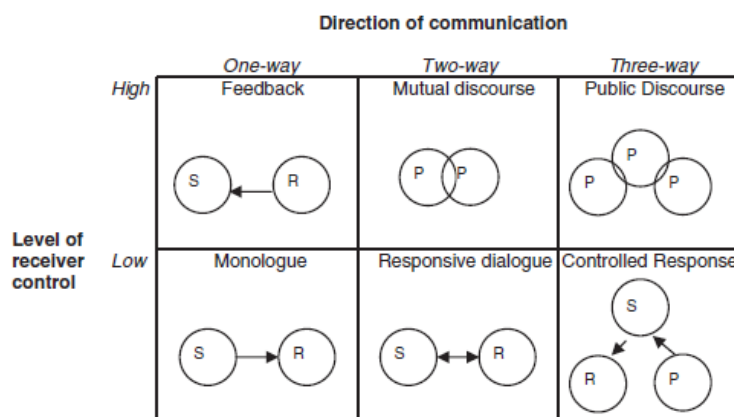 Direction of communication
One-way Two-way Three-way
High Feedback Mutual discourse Public Discourse
P
S R P P P P
Level of
receiver
control
Low Monologue Responsive dialogue Controlled Response
S
S R S R R P